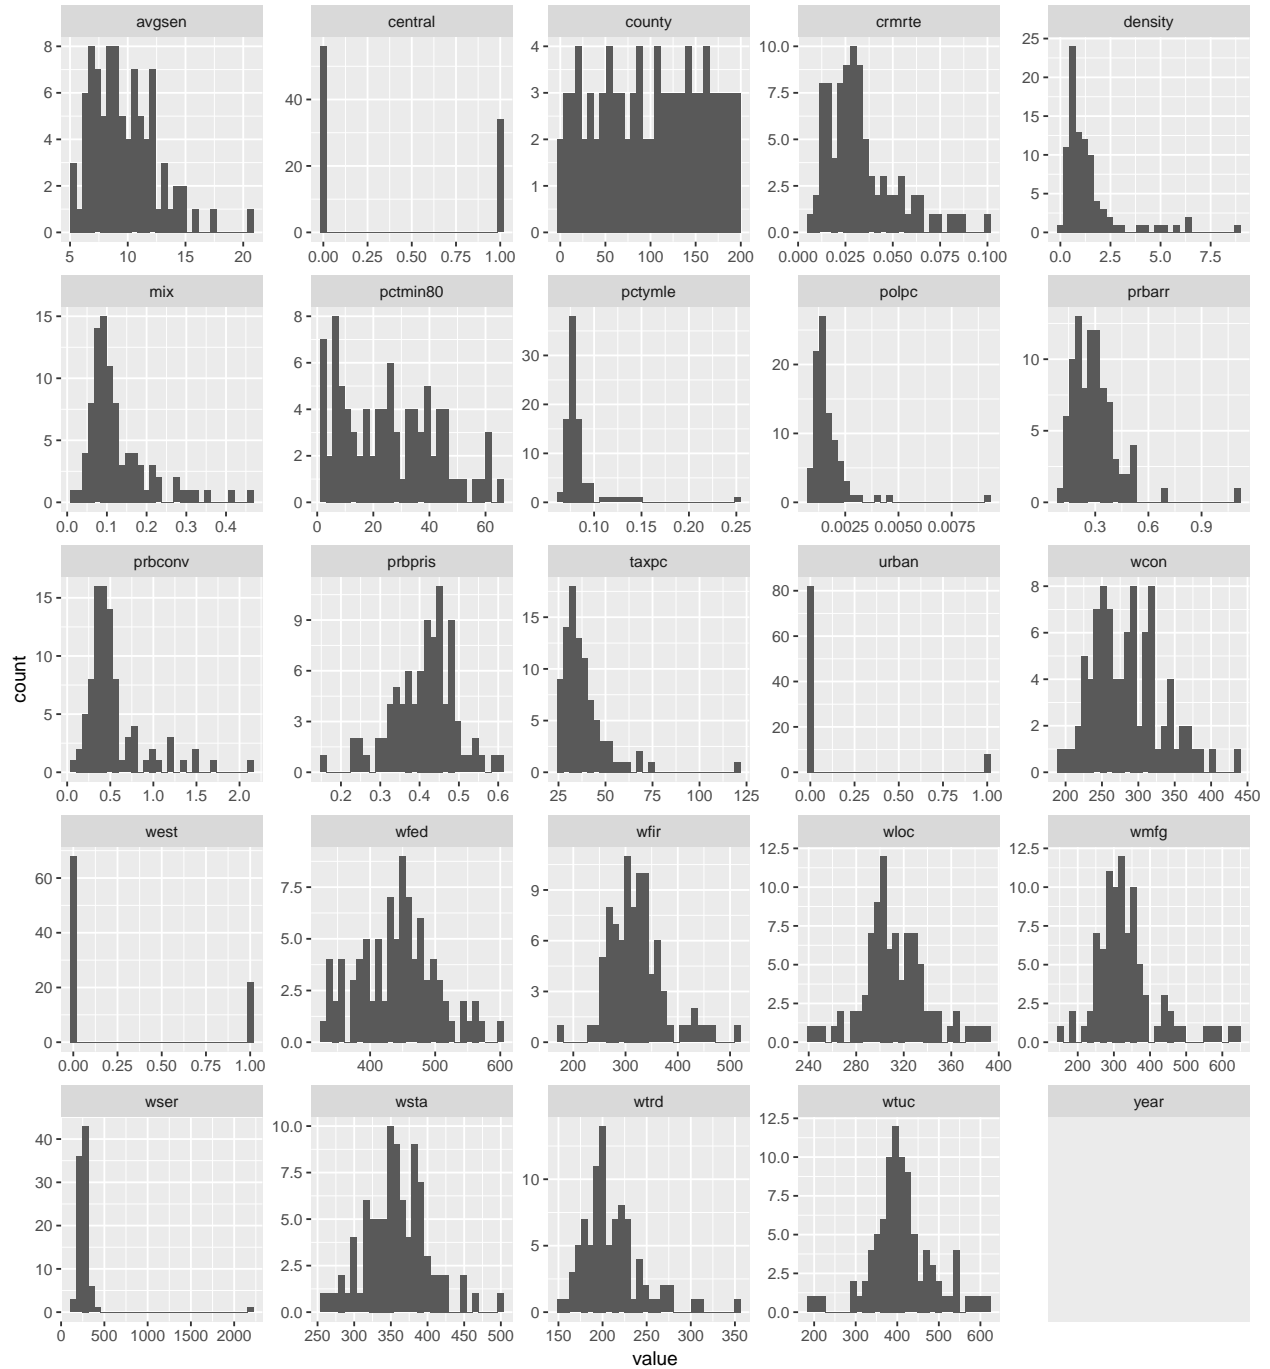 avgsen central county crmrte density
8 6 4 2 0
40 20 0
4 3 2 1 0
10.0 7.5 5.0 2.5 0.0
25 20 15 10 5 0
5 10 15 20
0.00 0.25 0.50 0.75 1.00
0 50 100 150 200
0.000 0.025 0.050 0.075 0.100
0.0 2.5 5.0 7.5
mix pctmin80 pctymle polpc prbarr
15 10 5 0
8 6 4 2 0
30 20 10 0
20 10 0
10 5 0
0.0 0.1 0.2 0.3 0.4
0 20 40 60
0.10 0.15 0.20 0.25
0.0025 0.0050 0.0075
0.3 0.6 0.9
prbconv prbpris taxpc urban wcon
15 10 5 0
9 6 3 0
15 10 5 0
80 60 40 20 0
8 6 4 2 0
0.0 0.5 1.0 1.5 2.0
0.2 0.3 0.4 0.5 0.6
25 50 75 100 125
0.00 0.25 0.50 0.75 1.00
200 250 300 350 400 450
count
west wfed wfir wloc wmfg
60 40 20 0
7.5 5.0 2.5 0.0
9 6 3 0
12.5 10.0 7.5 5.0 2.5 0.0
12.5 10.0 7.5 5.0 2.5 0.0
0.00 0.25 0.50 0.75 1.00
400 500 600
200 300 400 500
240 280 320 360 400
200 300 400 500 600
wser wsta wtrd wtuc year
40 30 20 10 0
10.0 7.5 5.0 2.5 0.0
10 5 0
12.5 10.0 7.5 5.0 2.5 0.0
0 500 1000 1500 2000
250 300 350 400 450 500
150 200 250 300 350
200 300 400 500 600
value